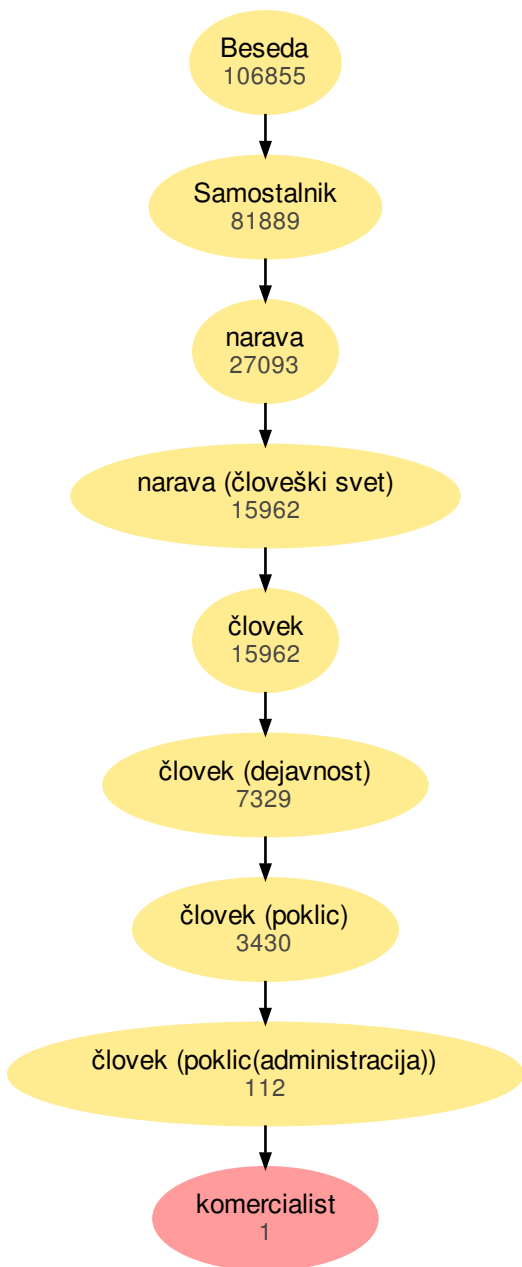 Beseda
106855
Samostalnik
81889
narava
27093
narava (človeški svet)
15962
človek
15962
človek (dejavnost)
7329
človek (poklic)
3430
človek (poklic(administracija))
112
komercialist
1